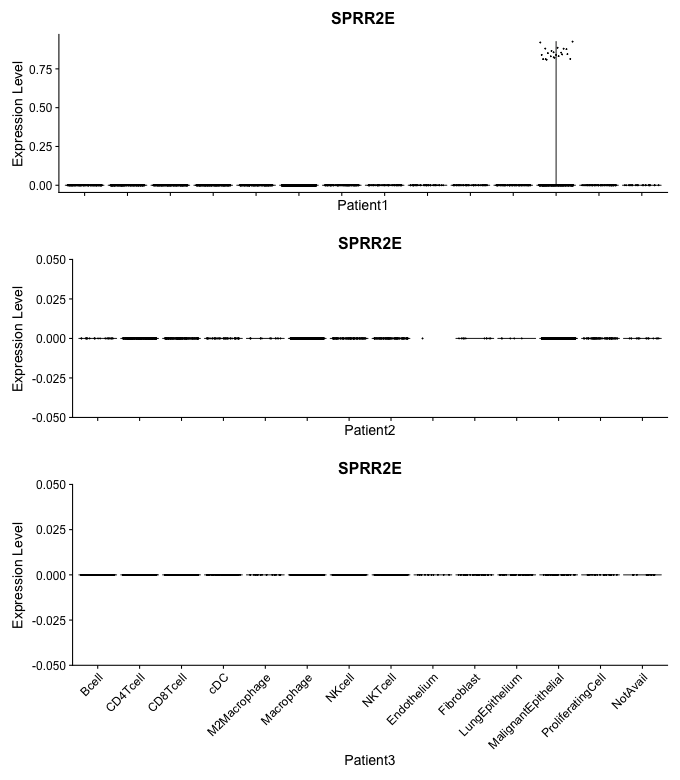 SPRR2E
Expression Level
0.75
0.50
0.25
0.00
Patient1
SPRR2E
Expression Level
0.050
0.025
0.000
-0.025
-0.050
Patient2
SPRR2E
Expression Level
0.050
0.025
0.000
-0.025
-0.050
Bcell
CD4Tcell
CD8Tcell
cDC
M2Macrophage
Macrophage
NKcell
NKTcell
Endothelium
Fibroblast
LungEpithelium
MalignantEpithelial
ProliferatingCell
NotAvail
Patient3